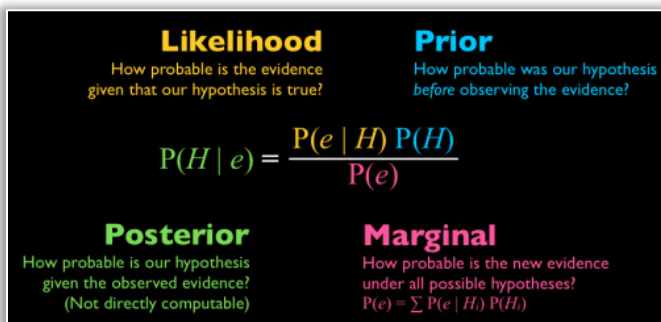 Likelihood
How probable is the evidence
given that our hypothesis is true?
Prior
How probable was our hypothesis
before observing the evidence?
P(H | e) = P(e | H) P(H)
P(e)
Posterior
How probable is our hypothesis
given the observed evidence?
(Not directly computable)
Marginal
How probable is the new evidence
under all possible hypotheses?
P(e) = ∑ P(e | Hᵢ) P(Hᵢ)